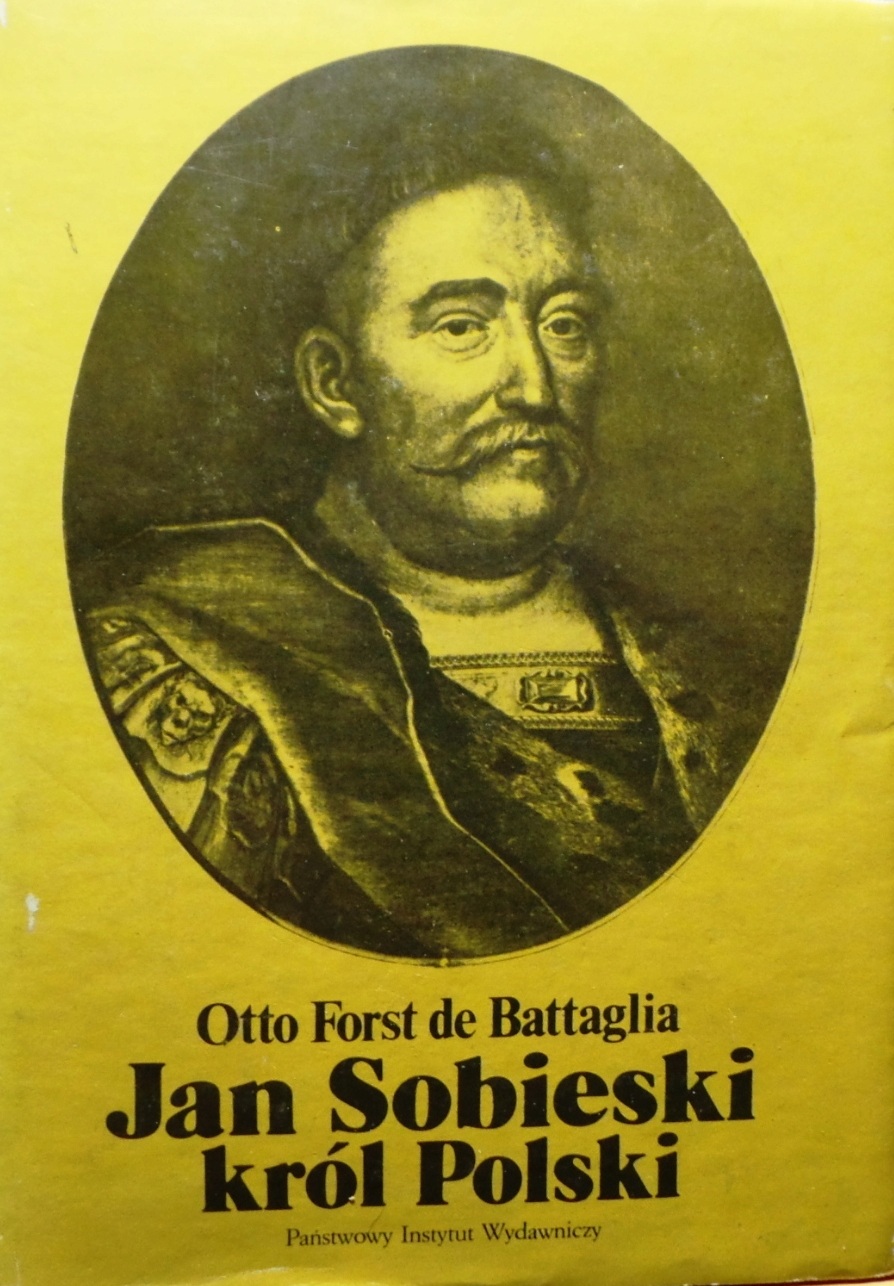 Otto Forst de Battaglia
Jan Sobieski
król Polski
Państwowy Instytut Wydawniczy